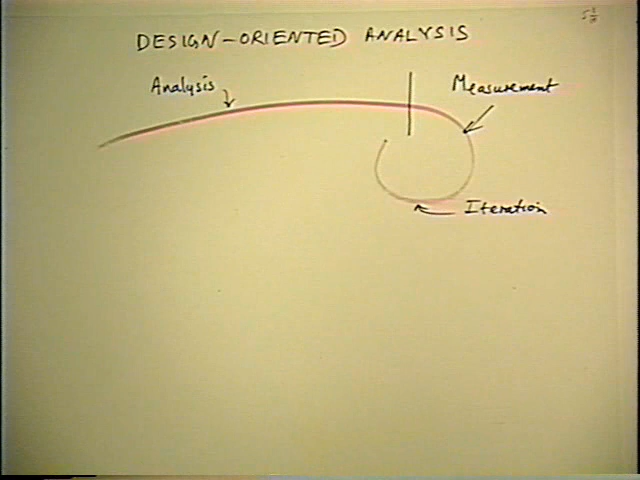 DESIGN-ORIENTED ANALYSIS
Analysis
Measurement
Iteration